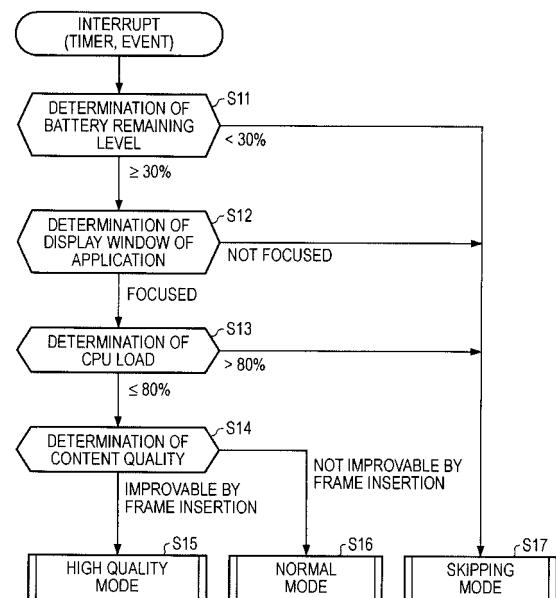 INTERRUPT
(TIMER, EVENT)
S11
DETERMINATION OF
BATTERY REMAINING
LEVEL
< 30%
≥ 30%
S12
DETERMINATION OF
DISPLAY WINDOW OF
APPLICATION
NOT FOCUSED
FOCUSED
S13
DETERMINATION OF
CPU LOAD
> 80%
≤ 80%
S14
DETERMINATION OF
CONTENT QUALITY
NOT IMPROVABLE BY
FRAME INSERTION
IMPROVABLE BY
FRAME INSERTION
S15
HIGH QUALITY
MODE
S16
NORMAL
MODE
S17
SKIPPING
MODE